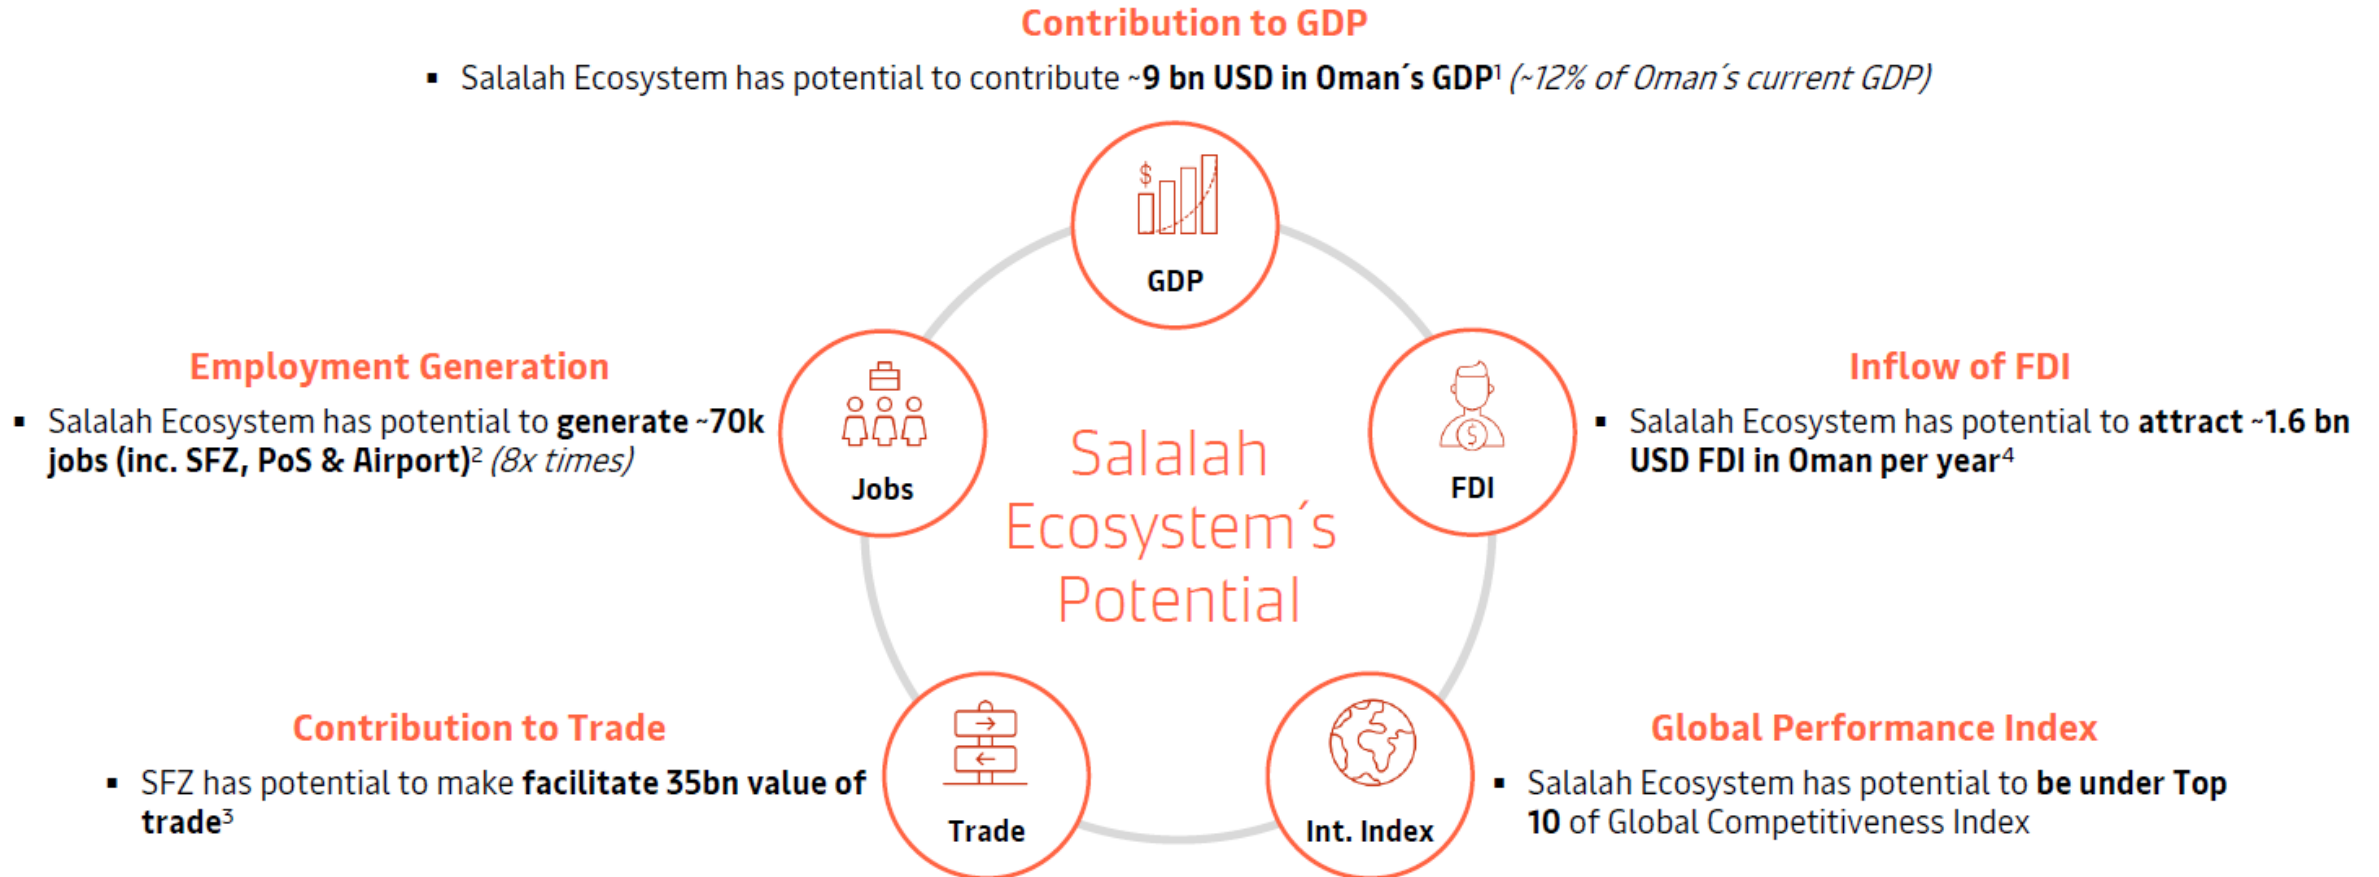 Contribution to GDP
▪ Salalah Ecosystem has potential to contribute ~9 bn USD in Oman´s GDP¹ (~12% of Oman´s current GDP)
$
GDP
Employment Generation
▪ Salalah Ecosystem has potential to generate ~70k
jobs (inc. SFZ, PoS & Airport)² (8x times)
Jobs
Salalah
Ecosystem´s
Potential
$
FDI
Inflow of FDI
▪ Salalah Ecosystem has potential to attract ~1.6 bn
USD FDI in Oman per year⁴
Contribution to Trade
▪ SFZ has potential to make facilitate 35bn value of
trade³
Trade
Int. Index
Global Performance Index
▪ Salalah Ecosystem has potential to be under Top
10 of Global Competitiveness Index